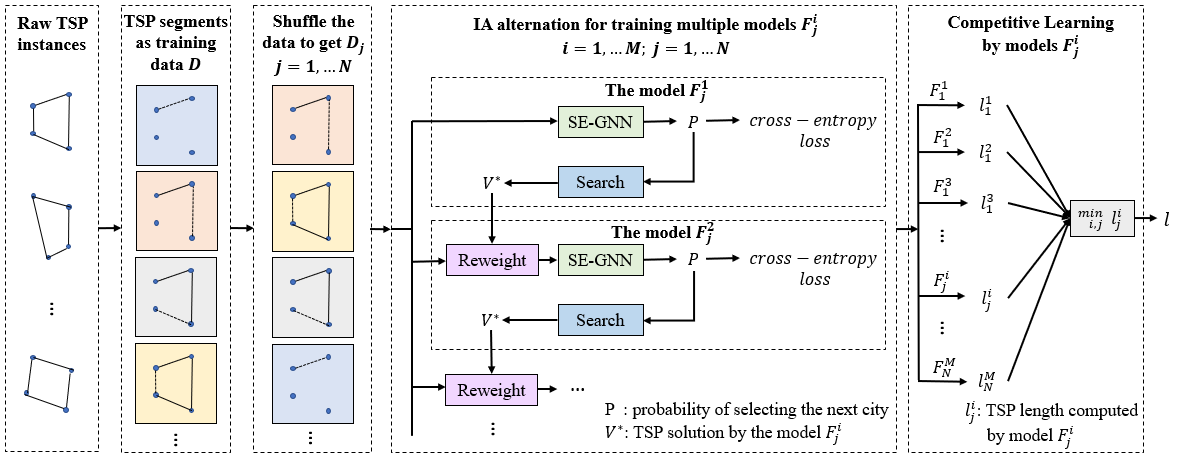 Raw TSP
instances
⋮
TSP segments
as training
data D
⋮
Shuffle the
data to get D_j
j = 1, … N
⋮
IA alternation for training multiple models F_j^i
i = 1, … M; j = 1, … N
The model F_j^1
SE-GNN
P
cross − entropy
loss
V*
Search
The model F_j^2
Reweight
SE-GNN
P
cross − entropy
loss
V*
Search
Reweight
…
⋮
P : probability of selecting the next city
V*: TSP solution by the model F_j^i
Competitive Learning
by models F_j^i
F_1^1 l_1^1
F_1^2 l_1^2
F_1^3 l_1^3
⋮
F_j^i l_j^i
⋮
F_N^M l_N^M
min i,j l_j^i
l
l_j^i: TSP length computed
by model F_j^i